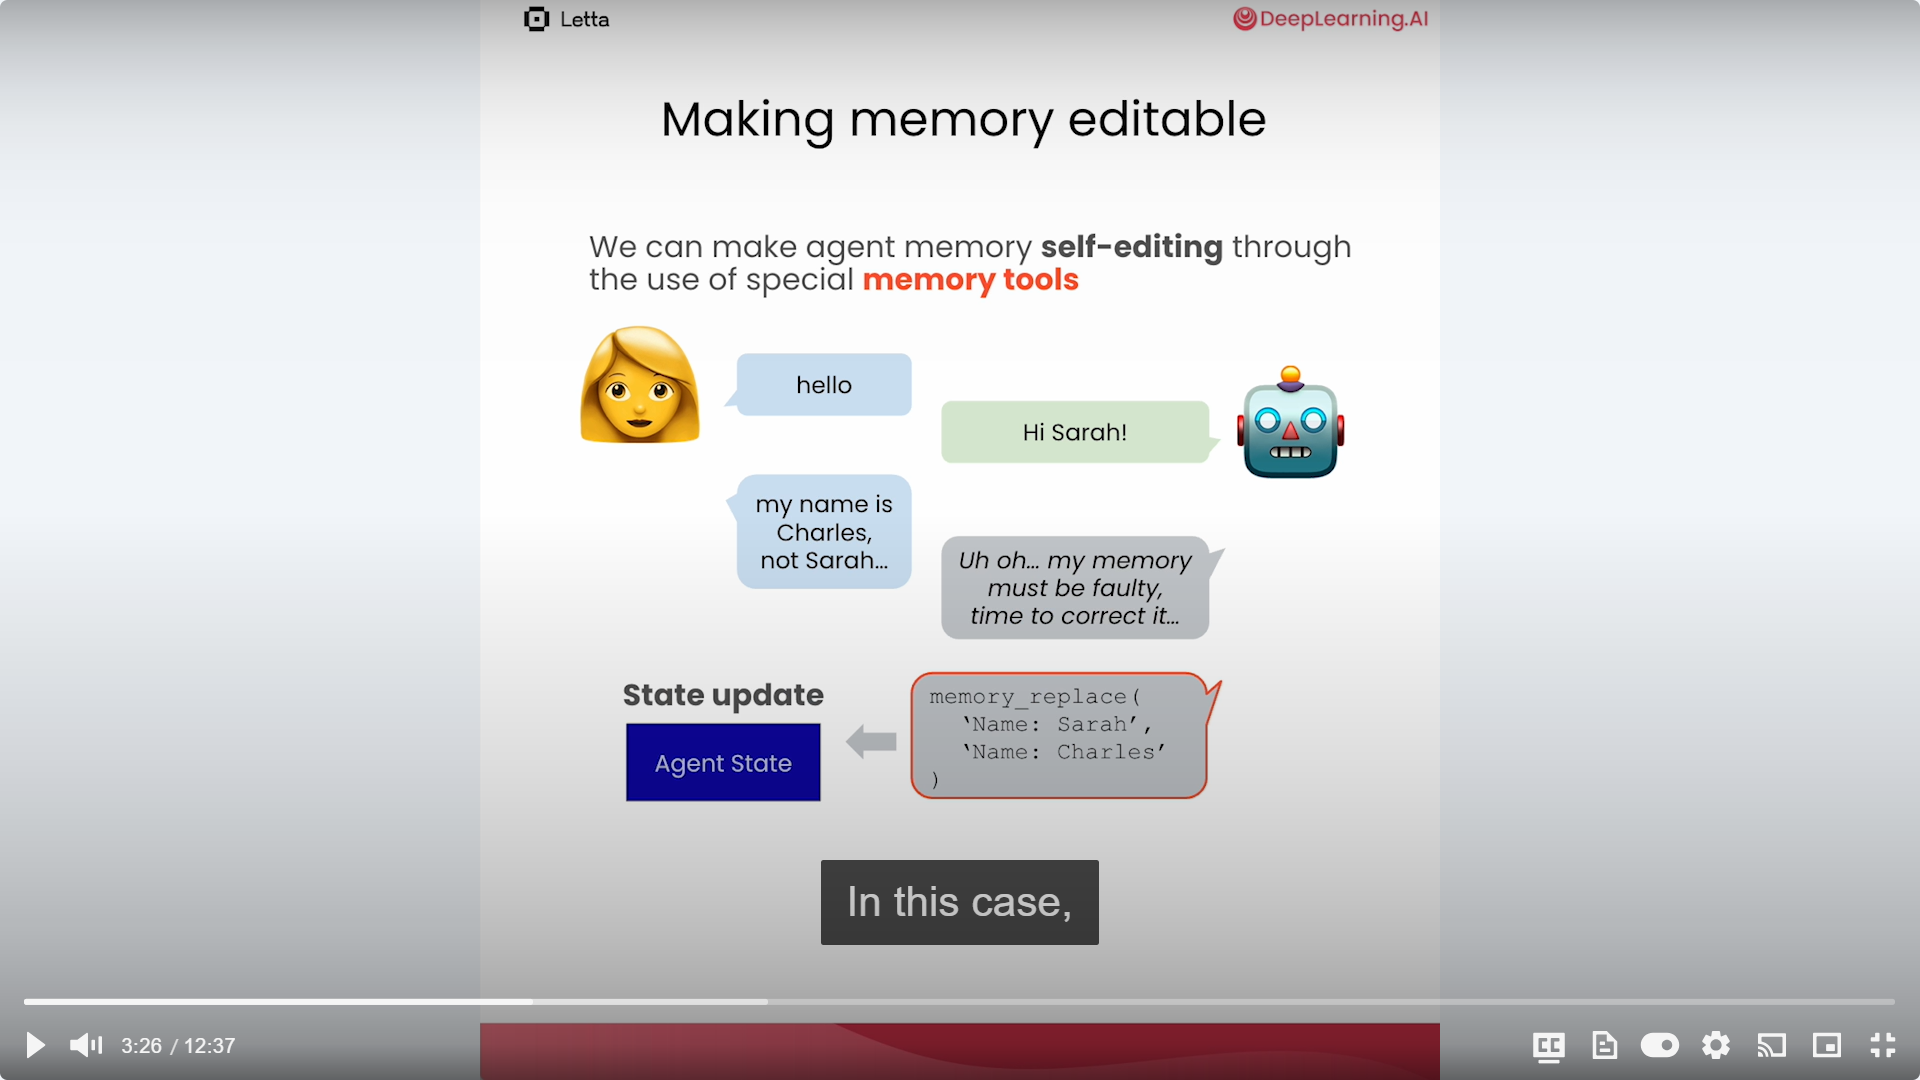 Letta
DeepLearning.AI
Making memory editable
We can make agent memory self-editing through
the use of special memory tools
hello
Hi Sarah!
my name is
Charles,
not Sarah...
Uh oh... my memory
must be faulty,
time to correct it...
State update
Agent State
memory_replace(
‘Name: Sarah’,
‘Name: Charles’
)
In this case,
3:26 / 12:37
CC